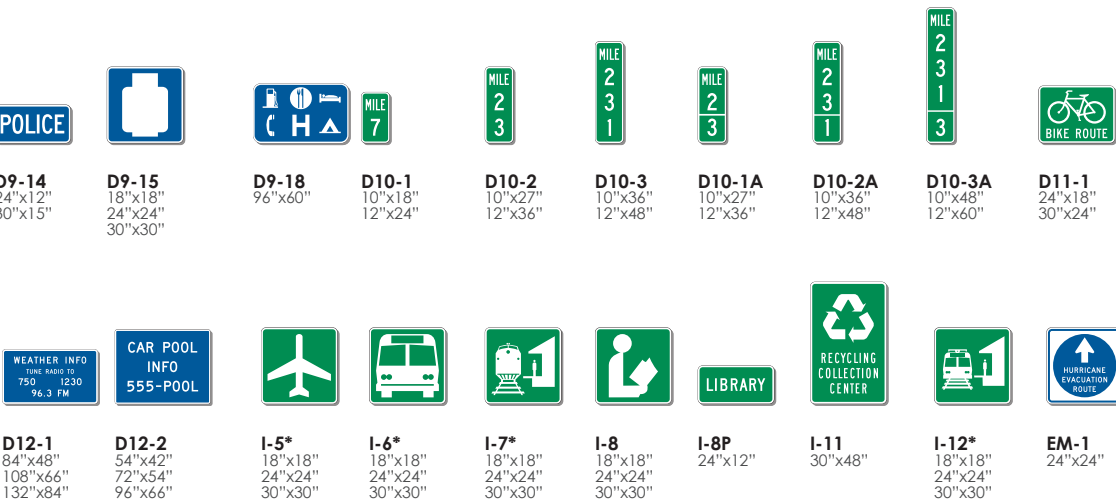 POLICE
D9-14
24”x12”
30”x15”
D9-15
18”x18”
24”x24”
30”x30”
H
D9-18
96”x60”
MILE
7
D10-1
10”x18”
12”x24”
MILE
2
3
D10-2
10”x27”
12”x36”
MILE
2
3
1
D10-3
10”x36”
12”x48”
MILE
2
3
D10-1A
10”x27”
12”x36”
MILE
2
3
1
D10-2A
10”x36”
12”x48”
MILE
2
3
1
3
D10-3A
10”x48”
12”x60”
BIKE ROUTE
D11-1
24”x18”
30”x24”
WEATHER INFO
TUNE RADIO TO
750 1230
96.3 FM
D12-1
84”x48”
108”x66”
132”x84”
CAR POOL
INFO
555-POOL
D12-2
54”x42”
72”x54”
96”x66”
I-5*
18”x18”
24”x24”
30”x30”
I-6*
18”x18”
24”x24”
30”x30”
I-7*
18”x18”
24”x24”
30”x30”
I-8
18”x18”
24”x24”
30”x30”
LIBRARY
I-8P
24”x12”
RECYCLING
COLLECTION
CENTER
I-11
30”x48”
I-12*
18”x18”
24”x24”
30”x30”
HURRICANE
EVACUATION
ROUTE
EM-1
24”x24”